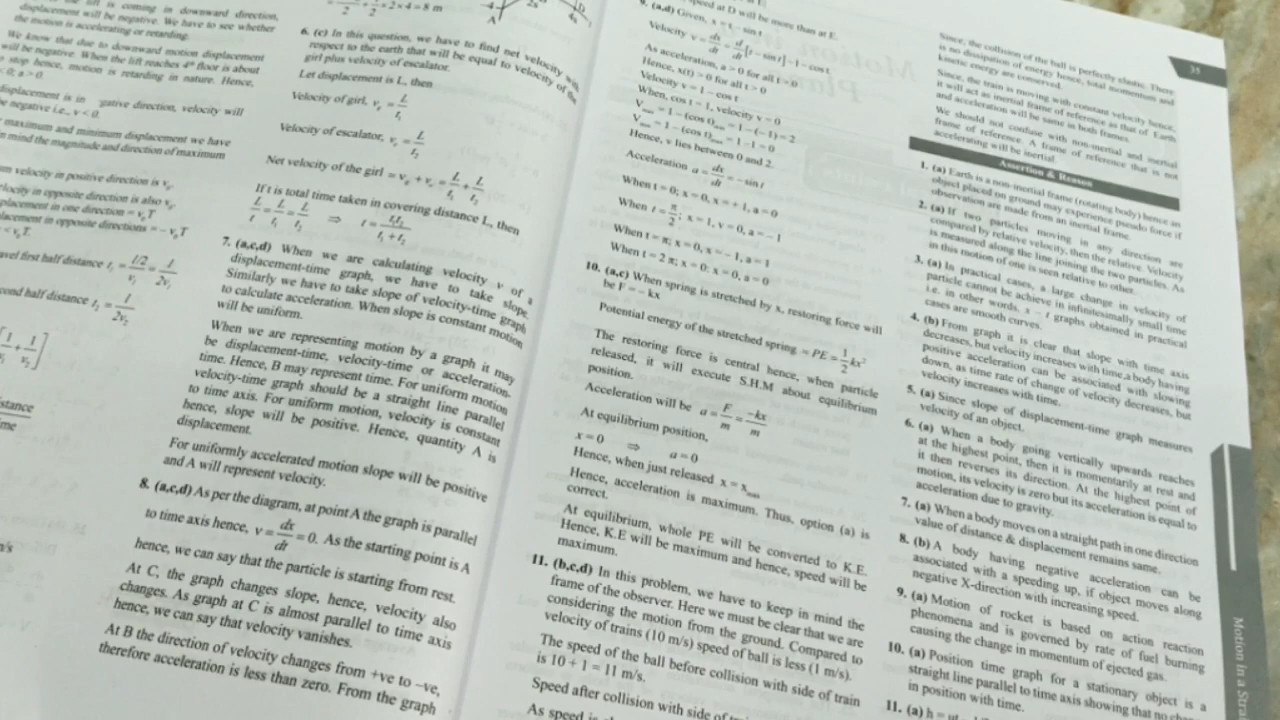 lift is coming in downward direction,
displacement will be negative. We have to see whether
the motion is accelerating or retarding.
We know that due to downward motion displacement
will be negative. When the lift reaches 4th floor is about
stop hence, motion is retarding in nature. Hence,
< 0; a > 0.
displacement is in gative direction, velocity will
be negative i.e., v < 0.
maximum and minimum displacement we have
in mind the magnitude and direction of maximum
velocity in positive direction is v0
velocity in opposite direction is also v0
placement in one direction = v0T
lacement in opposite directions = – v0T
< v0T.
avel first half distance t1 = l/2 / v1 = l / 2v1
cond half distance t2 = l / 2v2
[1/v1 + 1/v2]
stance
me
m/s
2 × 4 = 8 m
6. (c) In this question, we have to find net velocity with
respect to the earth that will be equal to velocity of the
girl plus velocity of escalator.
Let displacement is L, then
Velocity of girl, vg = L/t1
Velocity of escalator, ve = L/t2
Net velocity of the girl = vg + ve = L/t1 + L/t2
If t is total time taken in covering distance L, then
L/t = L/t1 + L/t2 ⇒ t = t1t2 / t1 + t2
7. (a,c,d) When we are calculating velocity v of a
displacement-time graph, we have to take slope.
Similarly we have to take slope of velocity-time graph
to calculate acceleration. When slope is constant motion
will be uniform.
When we are representing motion by a graph it may
be displacement-time, velocity-time or acceleration-
time. Hence, B may represent time. For uniform motion
velocity-time graph should be a straight line parallel
to time axis. For uniform motion, velocity is constant
hence, slope will be positive. Hence, quantity A is
displacement.
For uniformly accelerated motion slope will be positive
and A will represent velocity.
8. (a,c,d) As per the diagram, at point A the graph is parallel
to time axis hence, v = dx/dt = 0. As the starting point is A
hence, we can say that the particle is starting from rest.
At C, the graph changes slope, hence, velocity also
changes. As graph at C is almost parallel to time axis
hence, we can say that velocity vanishes.
At B the direction of velocity changes from +ve to –ve,
therefore acceleration is less than zero. From the graph
speed at D will be more than at E.
9. (a,d) Given, x = t – sin t
Velocity v = dx/dt = d/dt [t – sin t] = 1 – cos t
As acceleration, a > 0 for all t > 0
Hence, x(t) > 0 for all t > 0
Velocity v = 1 – cos t
When, cos t = 1, velocity v = 0
Vmax = 1 – (cos t)min = 1 – (–1) = 2
Vmin = 1 – (cos t)max = 1 – 1 = 0
Hence, v lies between 0 and 2.
Acceleration a = dx/dt = – sin t
When t = 0; x = 0, x = + 1, a = 0
When t = π/2; x = 1, v = 0, a = – 1
When t = π; x = 0, x = – 1, a = 1
When t = 2 π; x = 0: x = 0, a = 0
10. (a,c) When spring is stretched by x, restoring force will
be F = – kx
Potential energy of the stretched spring = PE = 1/2 kx²
The restoring force is central hence, when particle
released, it will execute S.H.M about equilibrium
position.
Acceleration will be a = F/m = –kx/m
At equilibrium position,
x = 0 ⇒ a = 0
Hence, when just released x = xmax
Hence, acceleration is maximum. Thus, option (a) is
correct.
At equilibrium, whole PE will be converted to K.E.
Hence, K.E will be maximum and hence, speed will be
maximum.
11. (b,c,d) In this problem, we have to keep in mind the
frame of the observer. Here we must be clear that we are
considering the motion from the ground. Compared to
velocity of trains (10 m/s) speed of ball is less (1 m/s).
The speed of the ball before collision with side of train
is 10 + 1 = 11 m/s.
Speed after collision with side of
As speed is
35
Since, the collision of the ball is perfectly elastic. There
is no dissipation of energy hence, total momentum and
kinetic energy are conserved.
Since, the train is moving with constant velocity hence,
it will act as inertial frame of reference as that of Earth
and acceleration will be same in both frames.
We should not confuse with non-inertial and inertial
frame of reference. A frame of reference that is not
accelerating will be inertial.
Assertion & Reason
1. (a) Earth is a non-inertial frame (rotating body) hence an
object placed on ground may experience pseudo force if
observation are made from an inertial frame.
2. (a) If two particles moving in any direction are
compared by relative velocity, then the relative. Velocity
is measured along the line joining the two particles. As
in this motion of one is seen relative to other.
3. (a) In practical cases, a large change in velocity of
particle cannot be achieve in infinitesimally small time
i.e. in other words, x – t graphs obtained in practical
cases are smooth curves.
4. (b) From graph it is clear that slope with time axis
decreases, but velocity increases with time, a body having
positive acceleration can be associated with slowing
down, as time rate of change of velocity decreases, but
velocity increases with time.
5. (a) Since slope of displacement-time graph measures
velocity of an object.
6. (a) When a body going vertically upwards reaches
at the highest point, then it is momentarily at rest and
it then reverses its direction. At the highest point of
motion, its velocity is zero but its acceleration is equal to
acceleration due to gravity.
7. (a) When a body moves on a straight path in one direction
value of distance & displacement remains same.
8. (b) A body having negative acceleration can be
associated with a speeding up, if object moves along
negative X-direction with increasing speed.
9. (a) Motion of rocket is based on action reaction
phenomena and is governed by rate of fuel burning
causing the change in momentum of ejected gas.
10. (a) Position time graph for a stationary object is a
straight line parallel to time axis showing that no
in position with time.
11. (a) h = ut
Motion in a